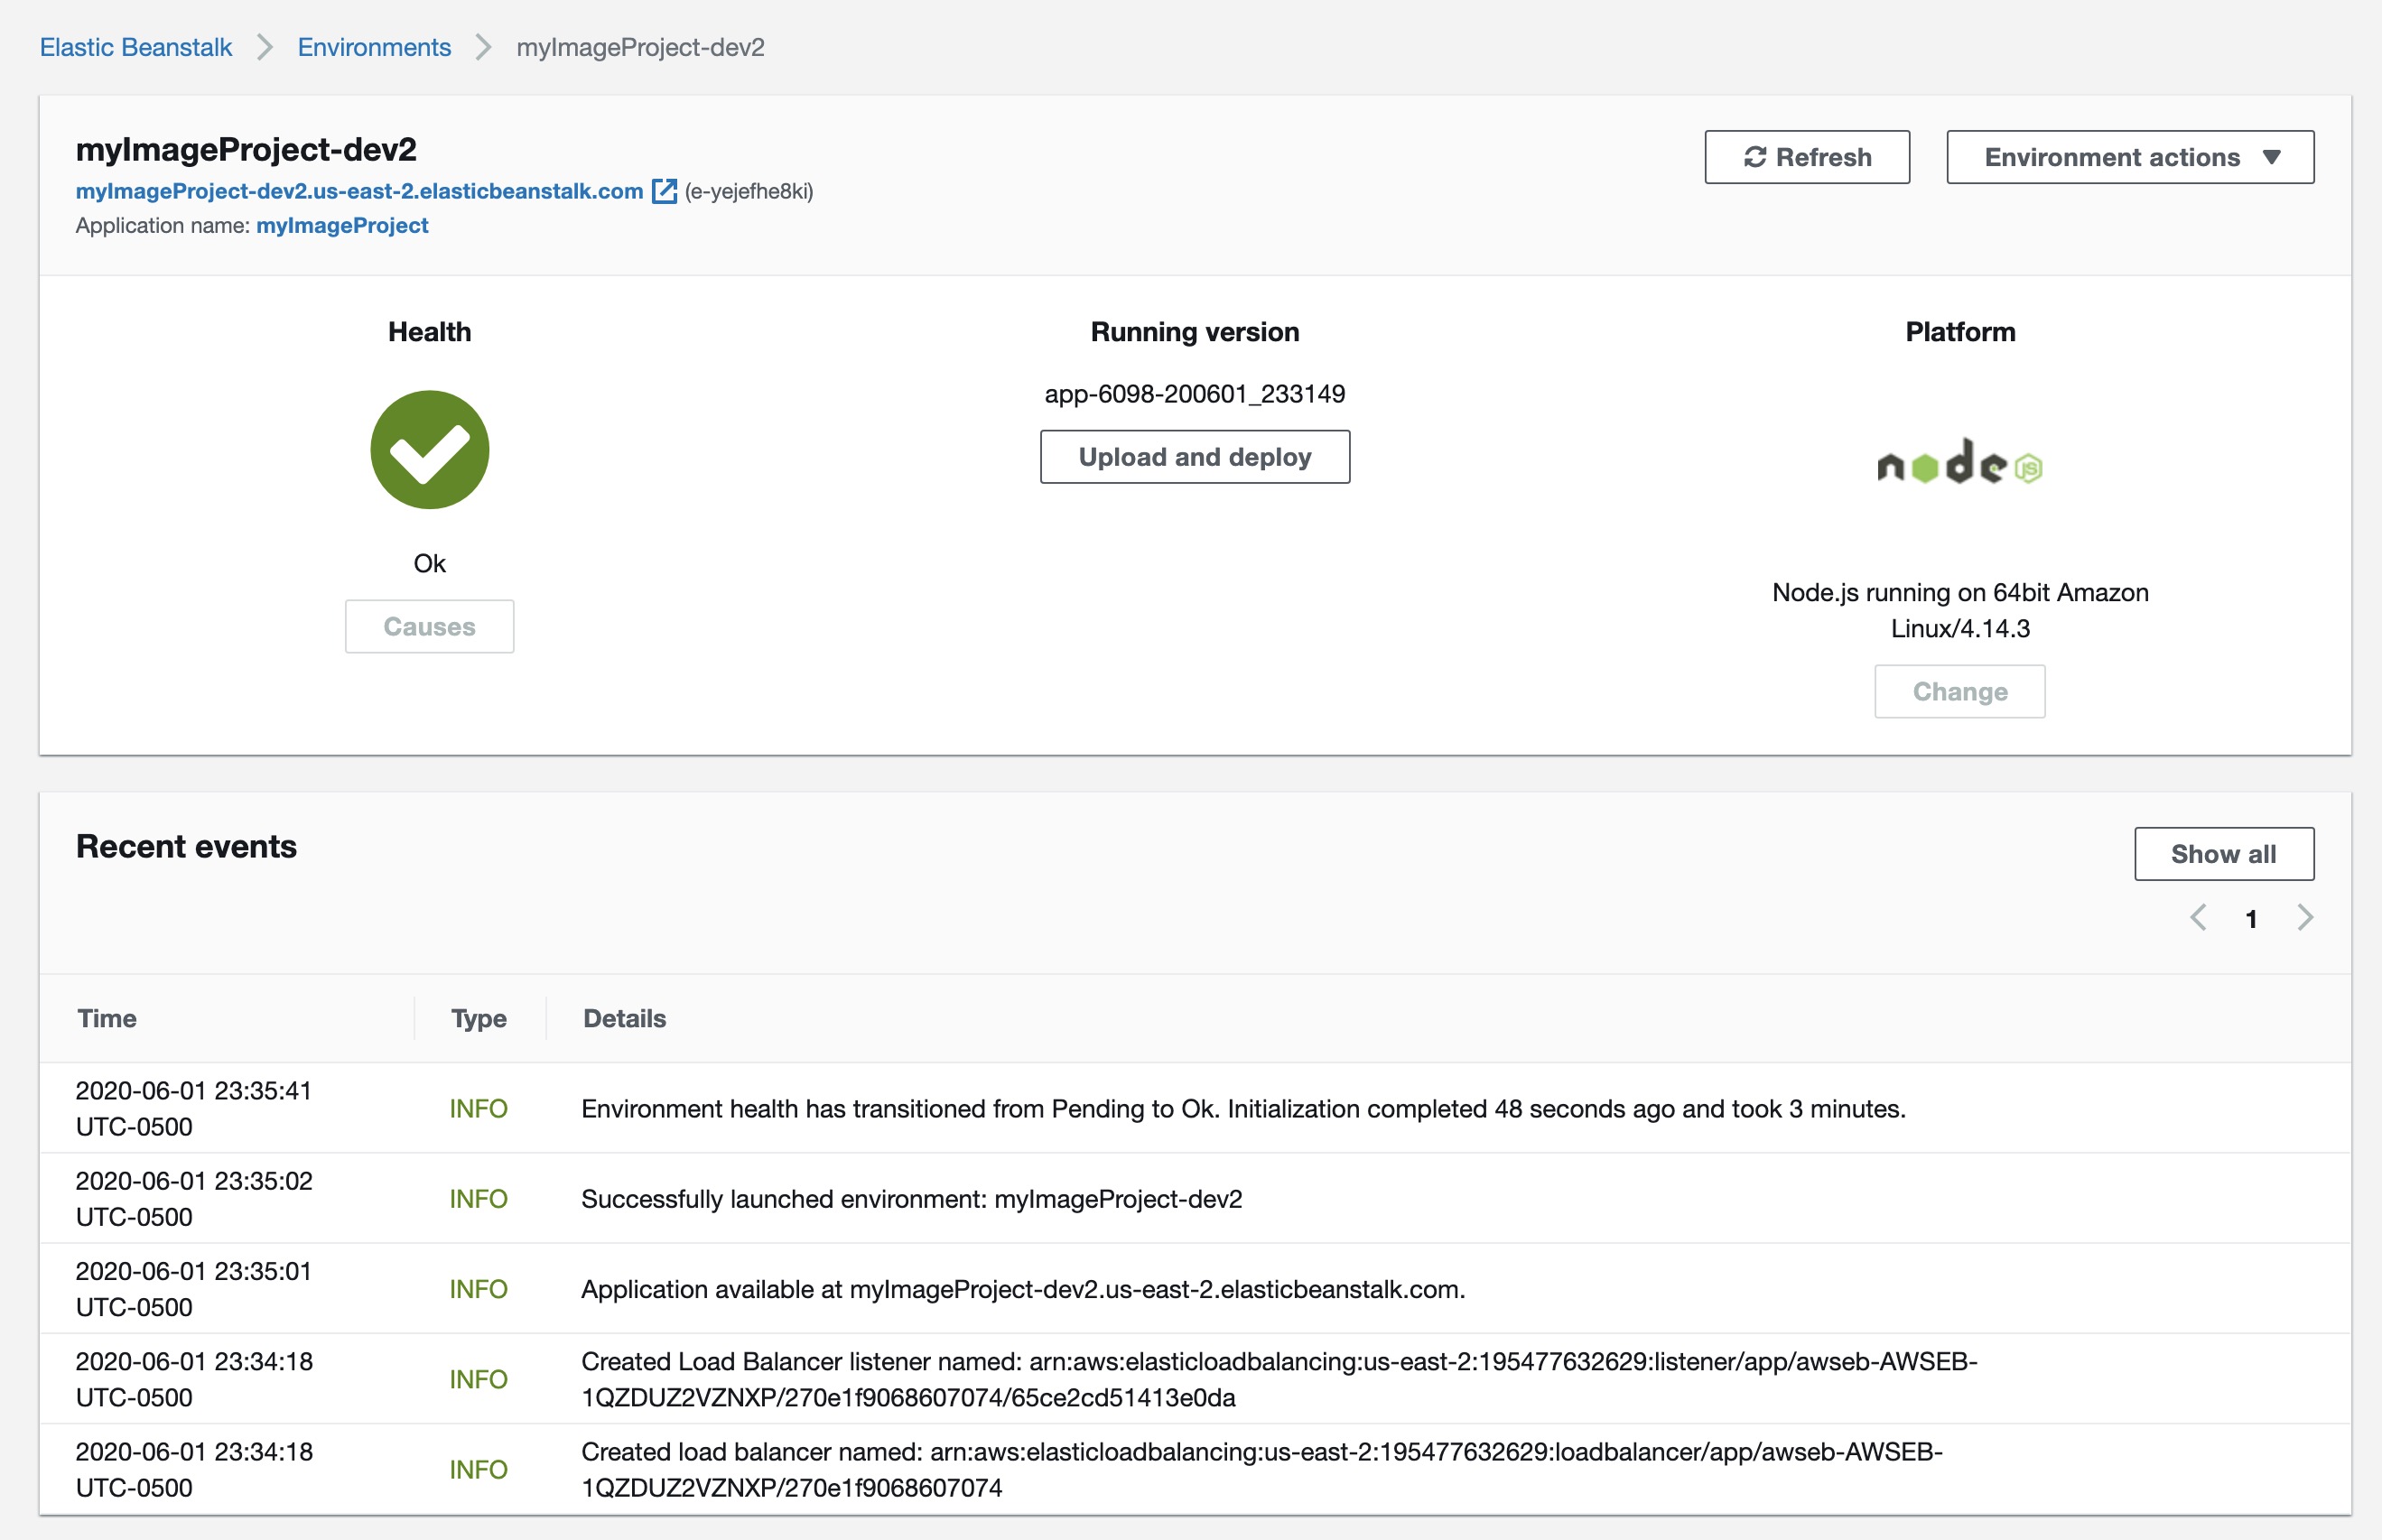 Elastic Beanstalk > Environments > myImageProject-dev2
myImageProject-dev2
myImageProject-dev2.us-east-2.elasticbeanstalk.com (e-yejefhe8ki)
Application name: myImageProject
Refresh
Environment actions
Health
Ok
Causes
Running version
app-6098-200601_233149
Upload and deploy
Platform
node JS
Node.js running on 64bit Amazon
Linux/4.14.3
Change
Recent events
Show all
1
Time Type Details
2020-06-01 23:35:41
UTC-0500
INFO
Environment health has transitioned from Pending to Ok. Initialization completed 48 seconds ago and took 3 minutes.
2020-06-01 23:35:02
UTC-0500
INFO
Successfully launched environment: myImageProject-dev2
2020-06-01 23:35:01
UTC-0500
INFO
Application available at myImageProject-dev2.us-east-2.elasticbeanstalk.com.
2020-06-01 23:34:18
UTC-0500
INFO
Created Load Balancer listener named: arn:aws:elasticloadbalancing:us-east-2:195477632629:listener/app/awseb-AWSEB-
1QZDUZ2VZNXP/270e1f9068607074/65ce2cd51413e0da
2020-06-01 23:34:18
UTC-0500
INFO
Created load balancer named: arn:aws:elasticloadbalancing:us-east-2:195477632629:loadbalancer/app/awseb-AWSEB-
1QZDUZ2VZNXP/270e1f9068607074